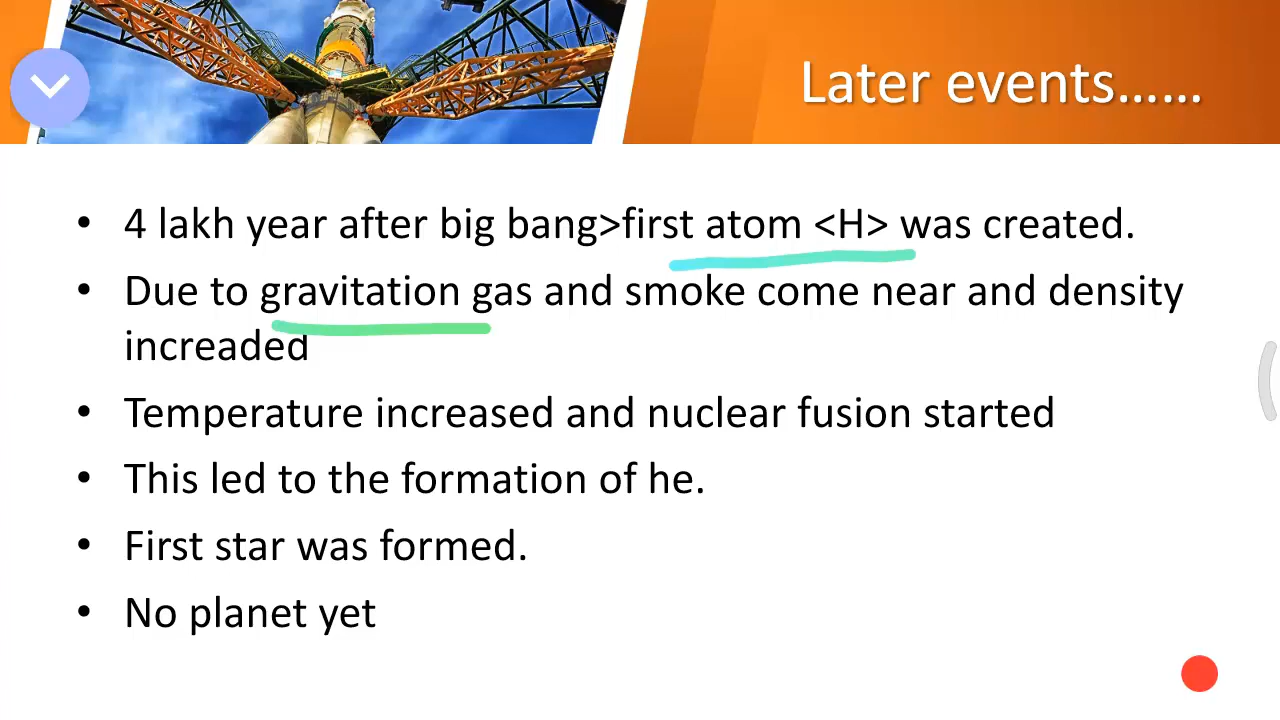 Later events......
• 4 lakh year after big bang>first atom <H> was created.
• Due to gravitation gas and smoke come near and density
increaded
• Temperature increased and nuclear fusion started
• This led to the formation of he.
• First star was formed.
• No planet yet